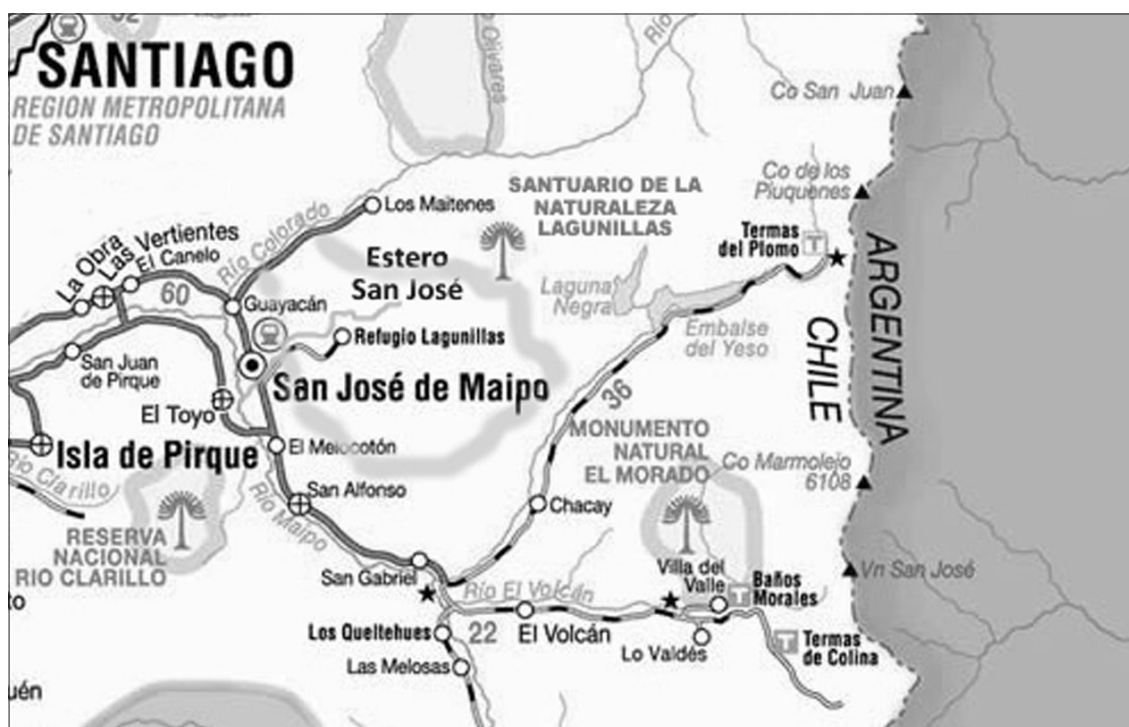 32
SANTIAGO
REGION METROPOLITANA
DE SANTIAGO
Olivares
Río
Co San Juan
Co de los
Piuquenes
SANTUARIO DE LA
NATURALEZA
LAGUNILLAS
Los Maitenes
Río Colorado
Termas
del Plomo
T
ARGENTINA
CHILE
La Obra
Las Vertientes
El Canelo
60
Guayacán
Estero
San José
Laguna
Negra
Embalse
del Yeso
Refugio Lagunillas
San Juan
de Pirque
San José de Maipo
El Toyo
36
MONUMENTO
NATURAL
EL MORADO
Co Marmolejo
6108
Isla de Pirque
El Melocotón
Río Clarillo
San Alfonso
Río Maipo
Chacay
RESERVA
NACIONAL
RIO CLARILLO
San Gabriel
Río El Volcán
Villa del
Valle
T
Baños
Morales
Vn San José
Los Queltehues
22
El Volcán
Lo Valdés
T
Termas
de Colina
Las Melosas
uén